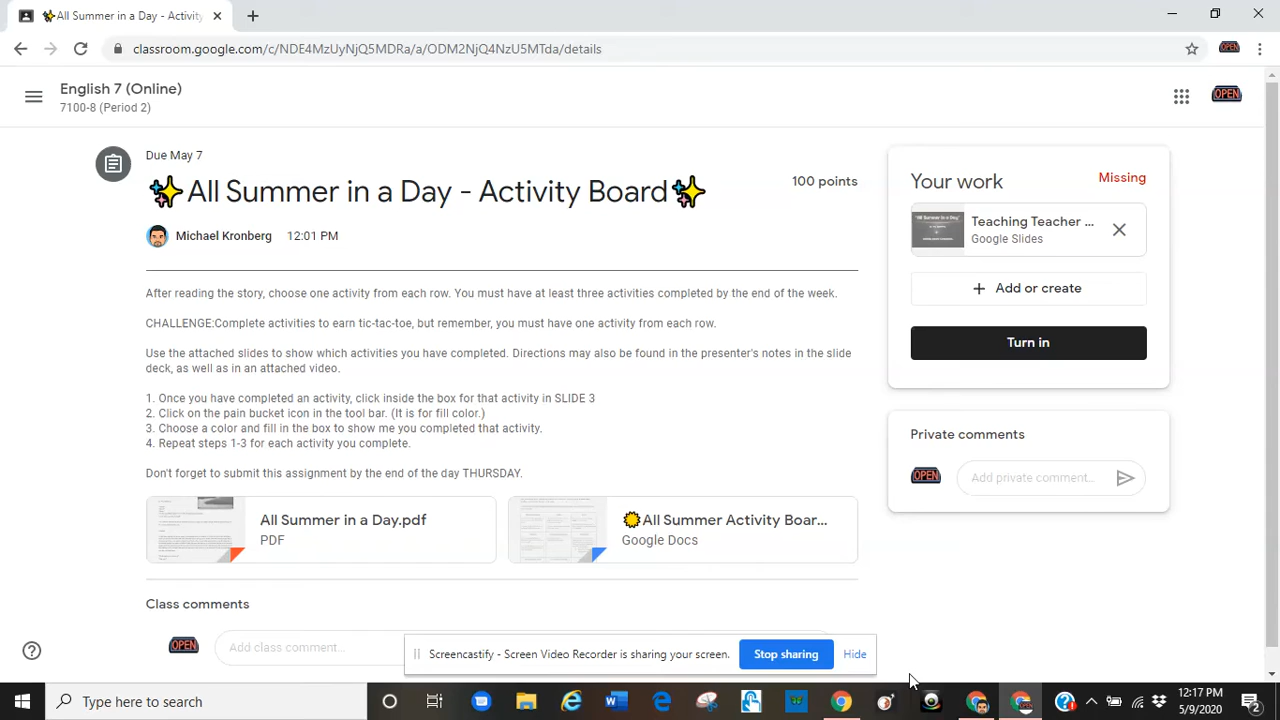 ✨All Summer in a Day - Activity
classroom.google.com/c/NDE4MzUyNjQ5MDRa/a/ODM2NjQ4NzU5MTda/details
OPEN
English 7 (Online)
7100-8 (Period 2)
OPEN
Due May 7
✨All Summer in a Day - Activity Board✨
100 points
Michael Kronberg 12:01 PM
After reading the story, choose one activity from each row. You must have at least three activities completed by the end of the week.
CHALLENGE:Complete activities to earn tic-tac-toe, but remember, you must have one activity from each row.
Use the attached slides to show which activities you have completed. Directions may also be found in the presenter's notes in the slide
deck, as well as in an attached video.
1. Once you have completed an activity, click inside the box for that activity in SLIDE 3
2. Click on the pain bucket icon in the tool bar. (It is for fill color.)
3. Choose a color and fill in the box to show me you completed that activity.
4. Repeat steps 1-3 for each activity you complete.
Don't forget to submit this assignment by the end of the day THURSDAY.
All Summer in a Day.pdf
PDF
All Summer Activity Boar...
Google Docs
Class comments
OPEN
Add class comment...
Your work
Missing
"All Summer in a Day"
Teaching Teacher ...
Google Slides
+ Add or create
Turn in
Private comments
OPEN
Add private comment...
Screencastify - Screen Video Recorder is sharing your screen.
Stop sharing
Hide
Type here to search
12:17 PM
5/9/2020
2